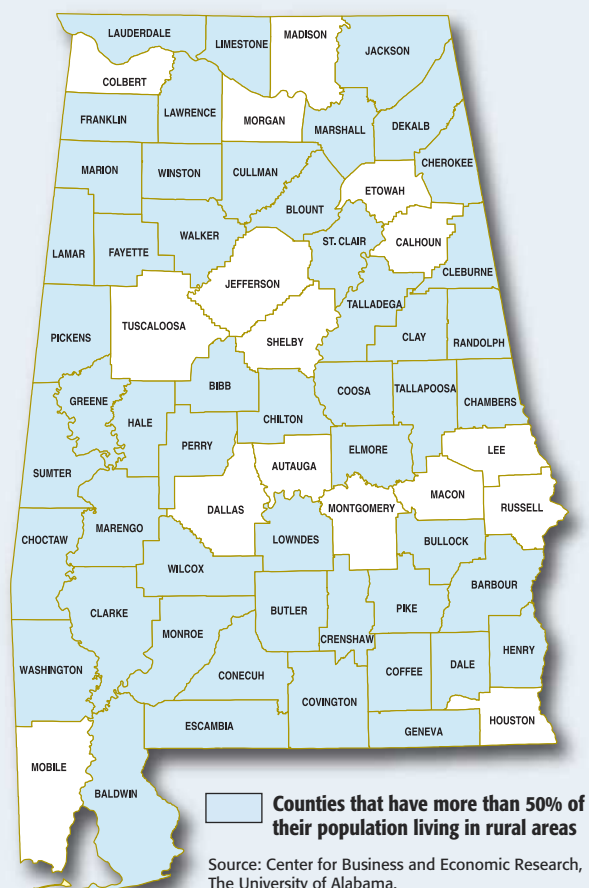 LAUDERDALE
LIMESTONE
MADISON
JACKSON
COLBERT
FRANKLIN
LAWRENCE
MORGAN
MARSHALL
DEKALB
CHEROKEE
MARION
WINSTON
CULLMAN
ETOWAH
BLOUNT
WALKER
ST. CLAIR
CALHOUN
LAMAR
FAYETTE
CLEBURNE
JEFFERSON
TALLADEGA
TUSCALOOSA
PICKENS
SHELBY
CLAY
RANDOLPH
BIBB
GREENE
COOSA
TALLAPOOSA
CHAMBERS
HALE
CHILTON
PERRY
ELMORE
LEE
AUTAUGA
SUMTER
DALLAS
MONTGOMERY
MACON
RUSSELL
MARENGO
CHOCTAW
LOWNDES
BULLOCK
WILCOX
BARBOUR
CLARKE
BUTLER
PIKE
MONROE
CRENSHAW
HENRY
WASHINGTON
CONECUH
COFFEE
DALE
COVINGTON
ESCAMBIA
GENEVA
HOUSTON
MOBILE
BALDWIN
Counties that have more than 50% of
their population living in rural areas
Source: Center for Business and Economic Research,
The University of Alabama.